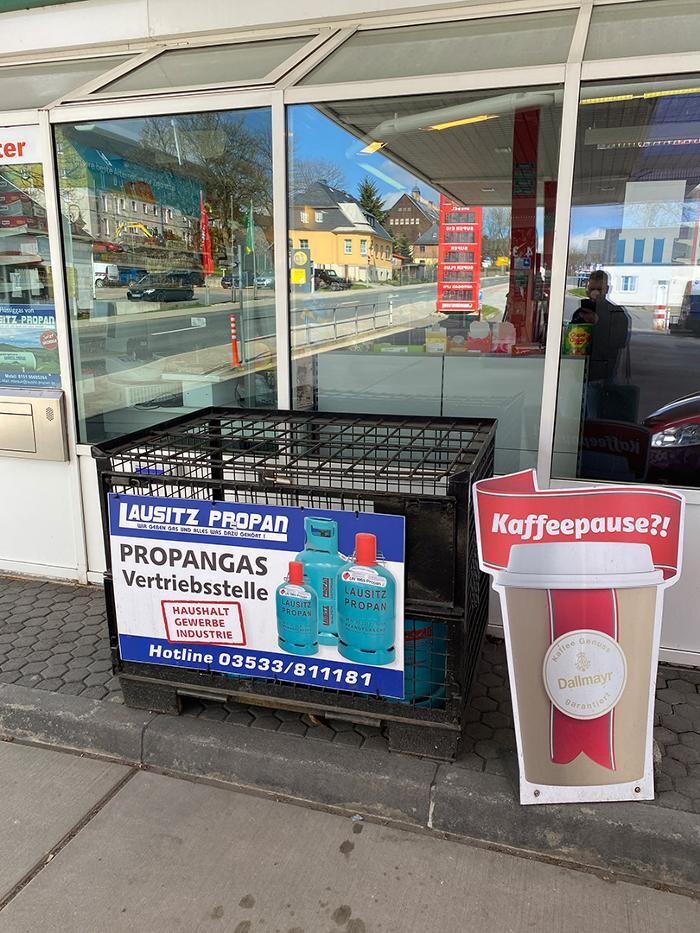 ter
LAUSITZ PROPAN
WIR GEBEN GAS UND ALLES WAS DAZU GEHÖRT !
PROPANGAS
Vertriebsstelle
HAUSHALT
GEWERBE
INDUSTRIE
Hotline 03533/811181
LAUSITZ
PROPAN
LAUSITZ
PROPAN
Kaffeepause?!
Kaffee Genuss
Dallmayr
garantiert